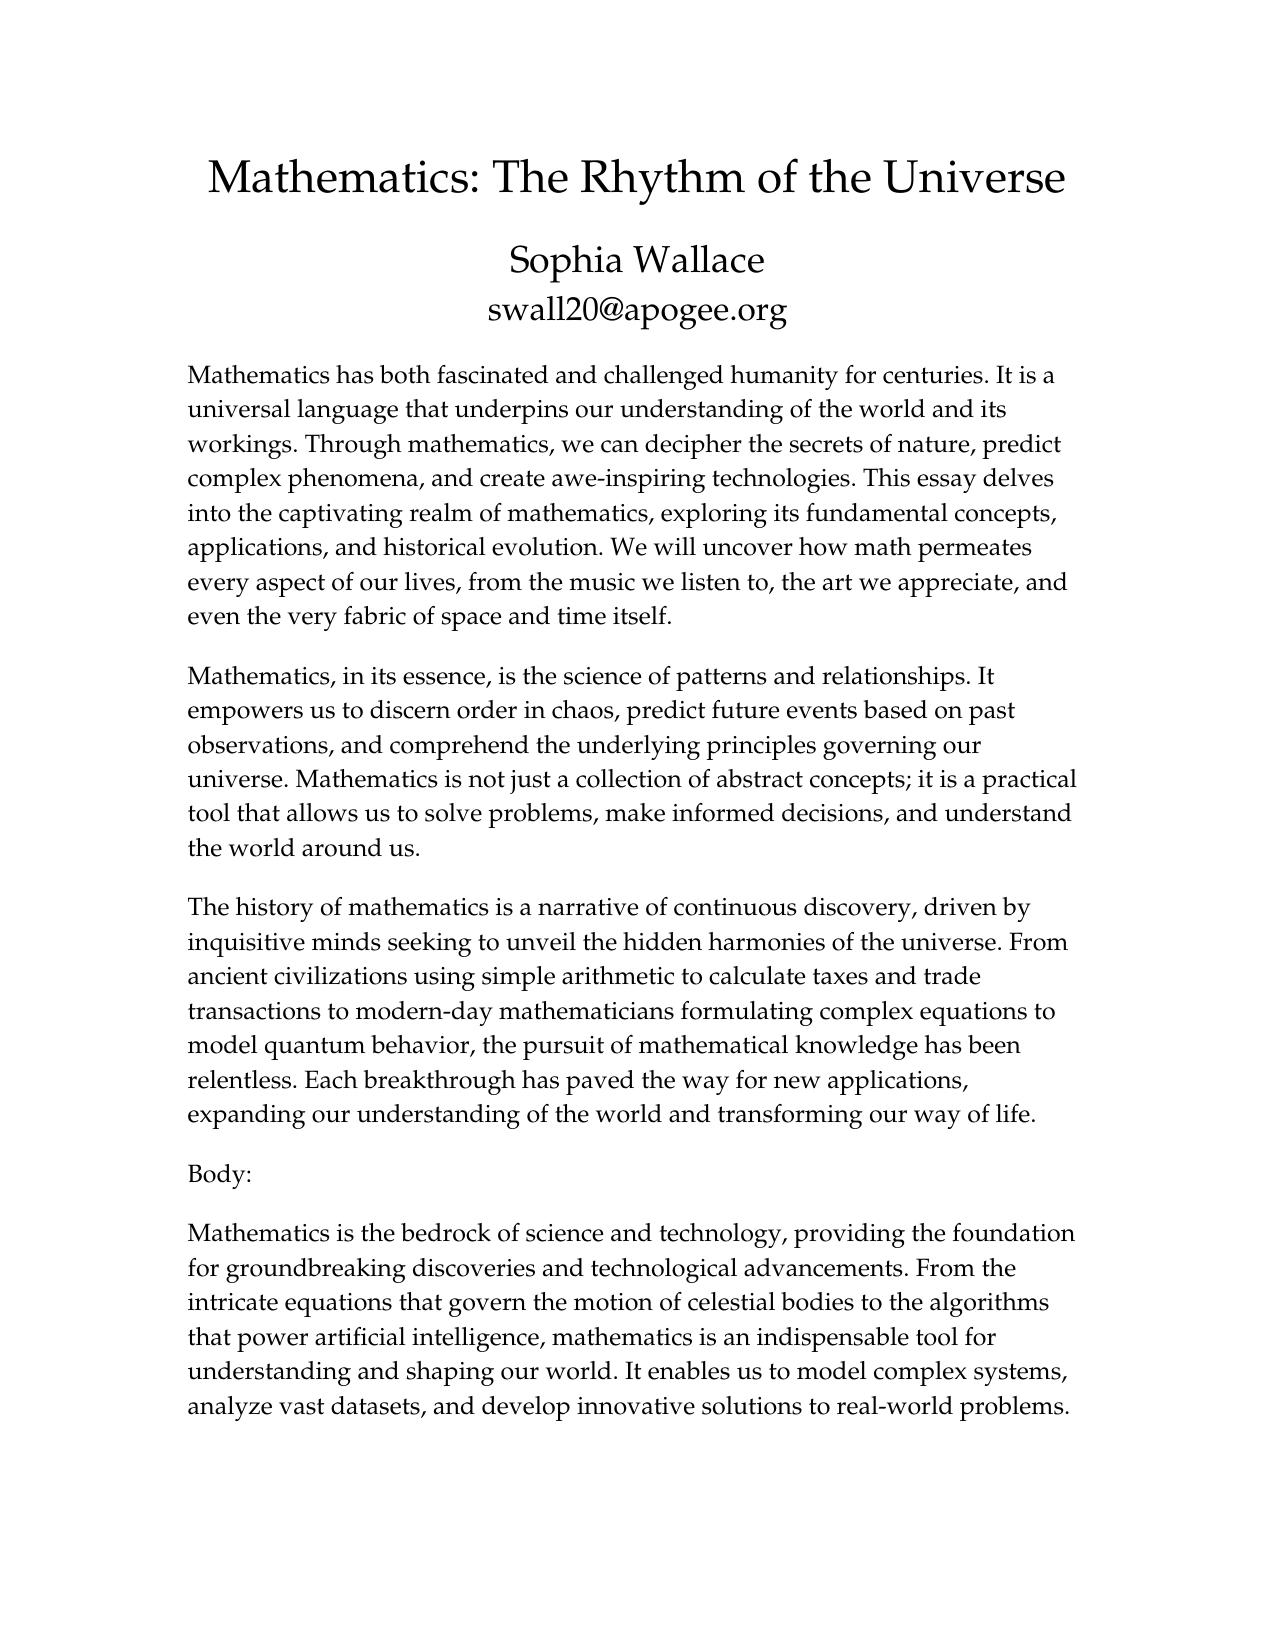 Mathematics: The Rhythm of the Universe
Sophia Wallace
swall20@apogee.org
Mathematics has both fascinated and challenged humanity for centuries. It is a
universal language that underpins our understanding of the world and its
workings. Through mathematics, we can decipher the secrets of nature, predict
complex phenomena, and create awe-inspiring technologies. This essay delves
into the captivating realm of mathematics, exploring its fundamental concepts,
applications, and historical evolution. We will uncover how math permeates
every aspect of our lives, from the music we listen to, the art we appreciate, and
even the very fabric of space and time itself.
Mathematics, in its essence, is the science of patterns and relationships. It
empowers us to discern order in chaos, predict future events based on past
observations, and comprehend the underlying principles governing our
universe. Mathematics is not just a collection of abstract concepts; it is a practical
tool that allows us to solve problems, make informed decisions, and understand
the world around us.
The history of mathematics is a narrative of continuous discovery, driven by
inquisitive minds seeking to unveil the hidden harmonies of the universe. From
ancient civilizations using simple arithmetic to calculate taxes and trade
transactions to modern-day mathematicians formulating complex equations to
model quantum behavior, the pursuit of mathematical knowledge has been
relentless. Each breakthrough has paved the way for new applications,
expanding our understanding of the world and transforming our way of life.
Body:
Mathematics is the bedrock of science and technology, providing the foundation
for groundbreaking discoveries and technological advancements. From the
intricate equations that govern the motion of celestial bodies to the algorithms
that power artificial intelligence, mathematics is an indispensable tool for
understanding and shaping our world. It enables us to model complex systems,
analyze vast datasets, and develop innovative solutions to real-world problems.